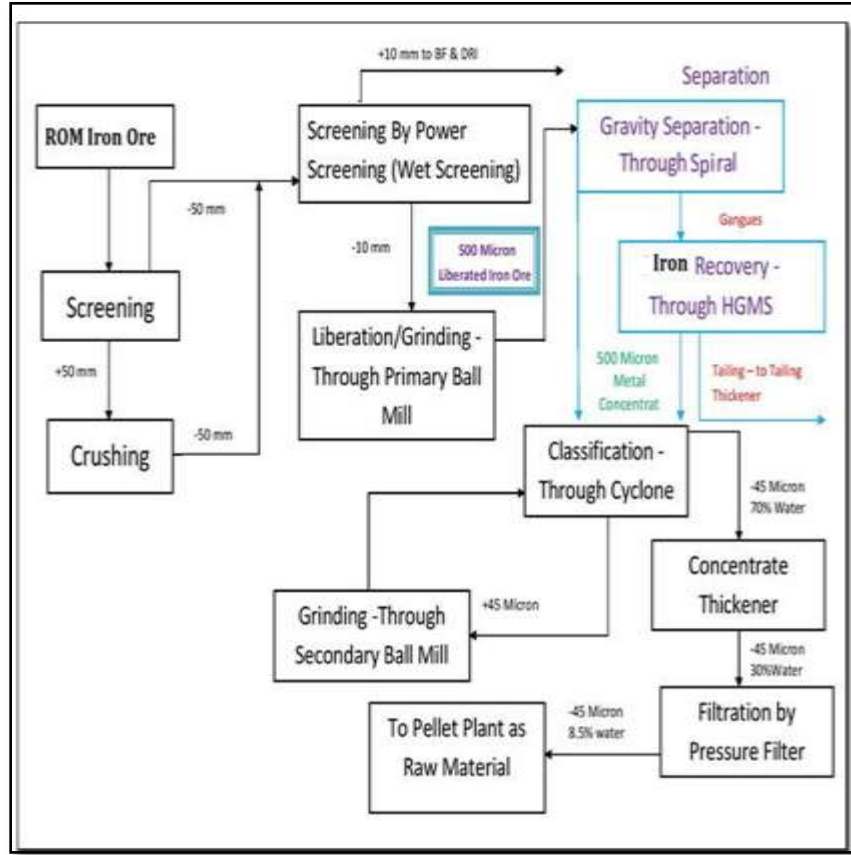 +10 mm to BF & DRI
Separation
ROM Iron Ore
Screening By Power
Screening (Wet Screening)
Gravity Separation -
Through Spiral
-50 mm
Gangues
-10 mm
500 Micron
Liberated Iron Ore
Iron Recovery -
Through HGMS
Screening
Liberation/Grinding -
Through Primary Ball
Mill
+50 mm
500 Micron
Metal
Concentrat
Tailing – to Tailing
Thickener
Crushing
-50 mm
Classification -
Through Cyclone
-45 Micron
70% Water
Concentrate
Thickener
Grinding -Through
Secondary Ball Mill
+45 Micron
-45 Micron
30%Water
To Pellet Plant as
Raw Material
-45 Micron
8.5% water
Filtration by
Pressure Filter